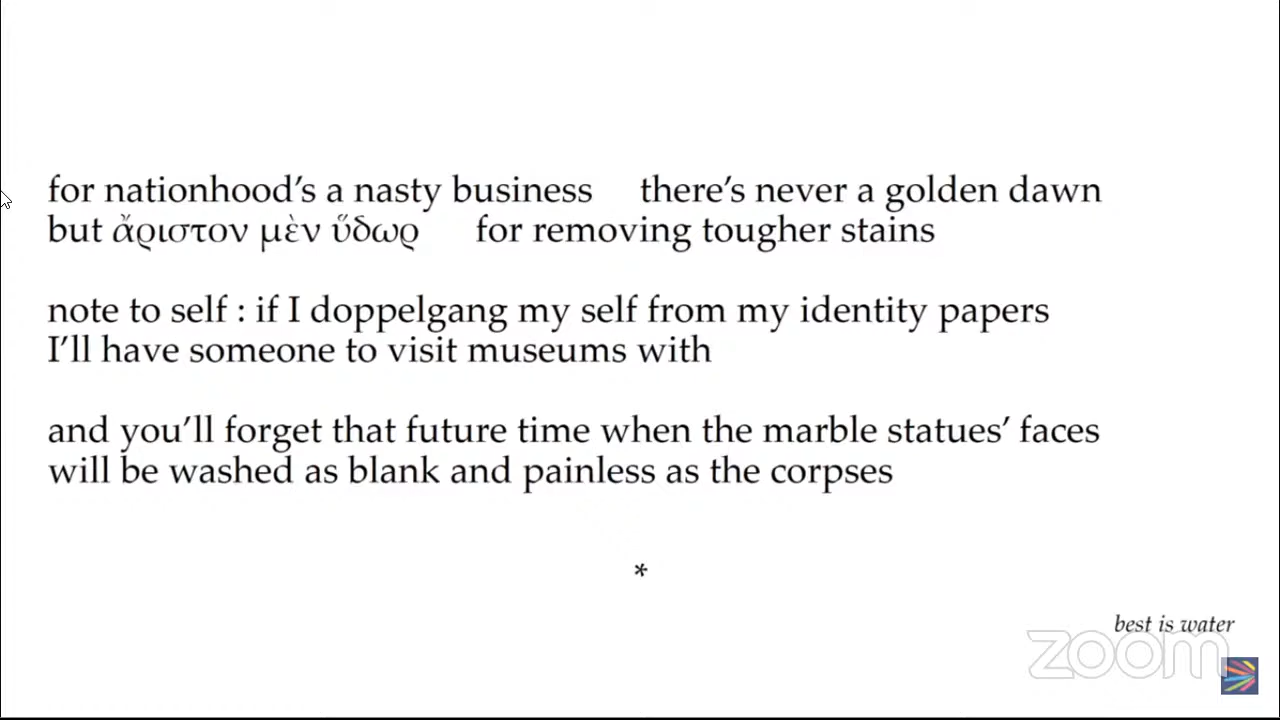 for nationhood’s a nasty business there’s never a golden dawn
but ἄριστον μὲν ὕδωρ for removing tougher stains
note to self : if I doppelgang my self from my identity papers
I’ll have someone to visit museums with
and you’ll forget that future time when the marble statues’ faces
will be washed as blank and painless as the corpses
*
best is water
zoom